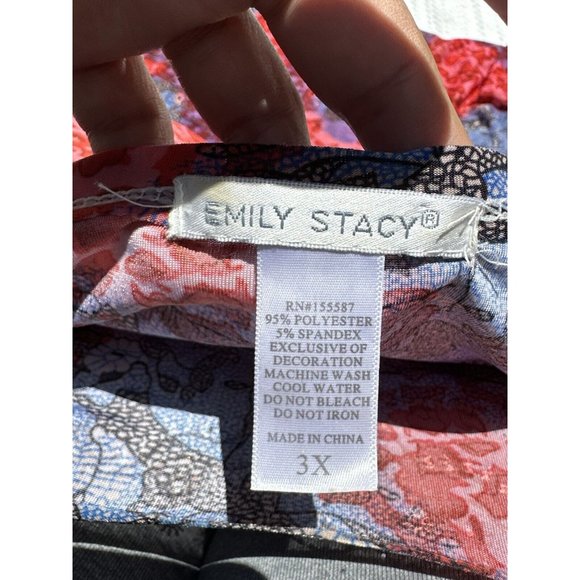 EMILY STACY®
RN#155587
95% POLYESTER
5% SPANDEX
EXCLUSIVE OF
DECORATION
MACHINE WASH
COOL WATER
DO NOT BLEACH
DO NOT IRON
MADE IN CHINA
3X